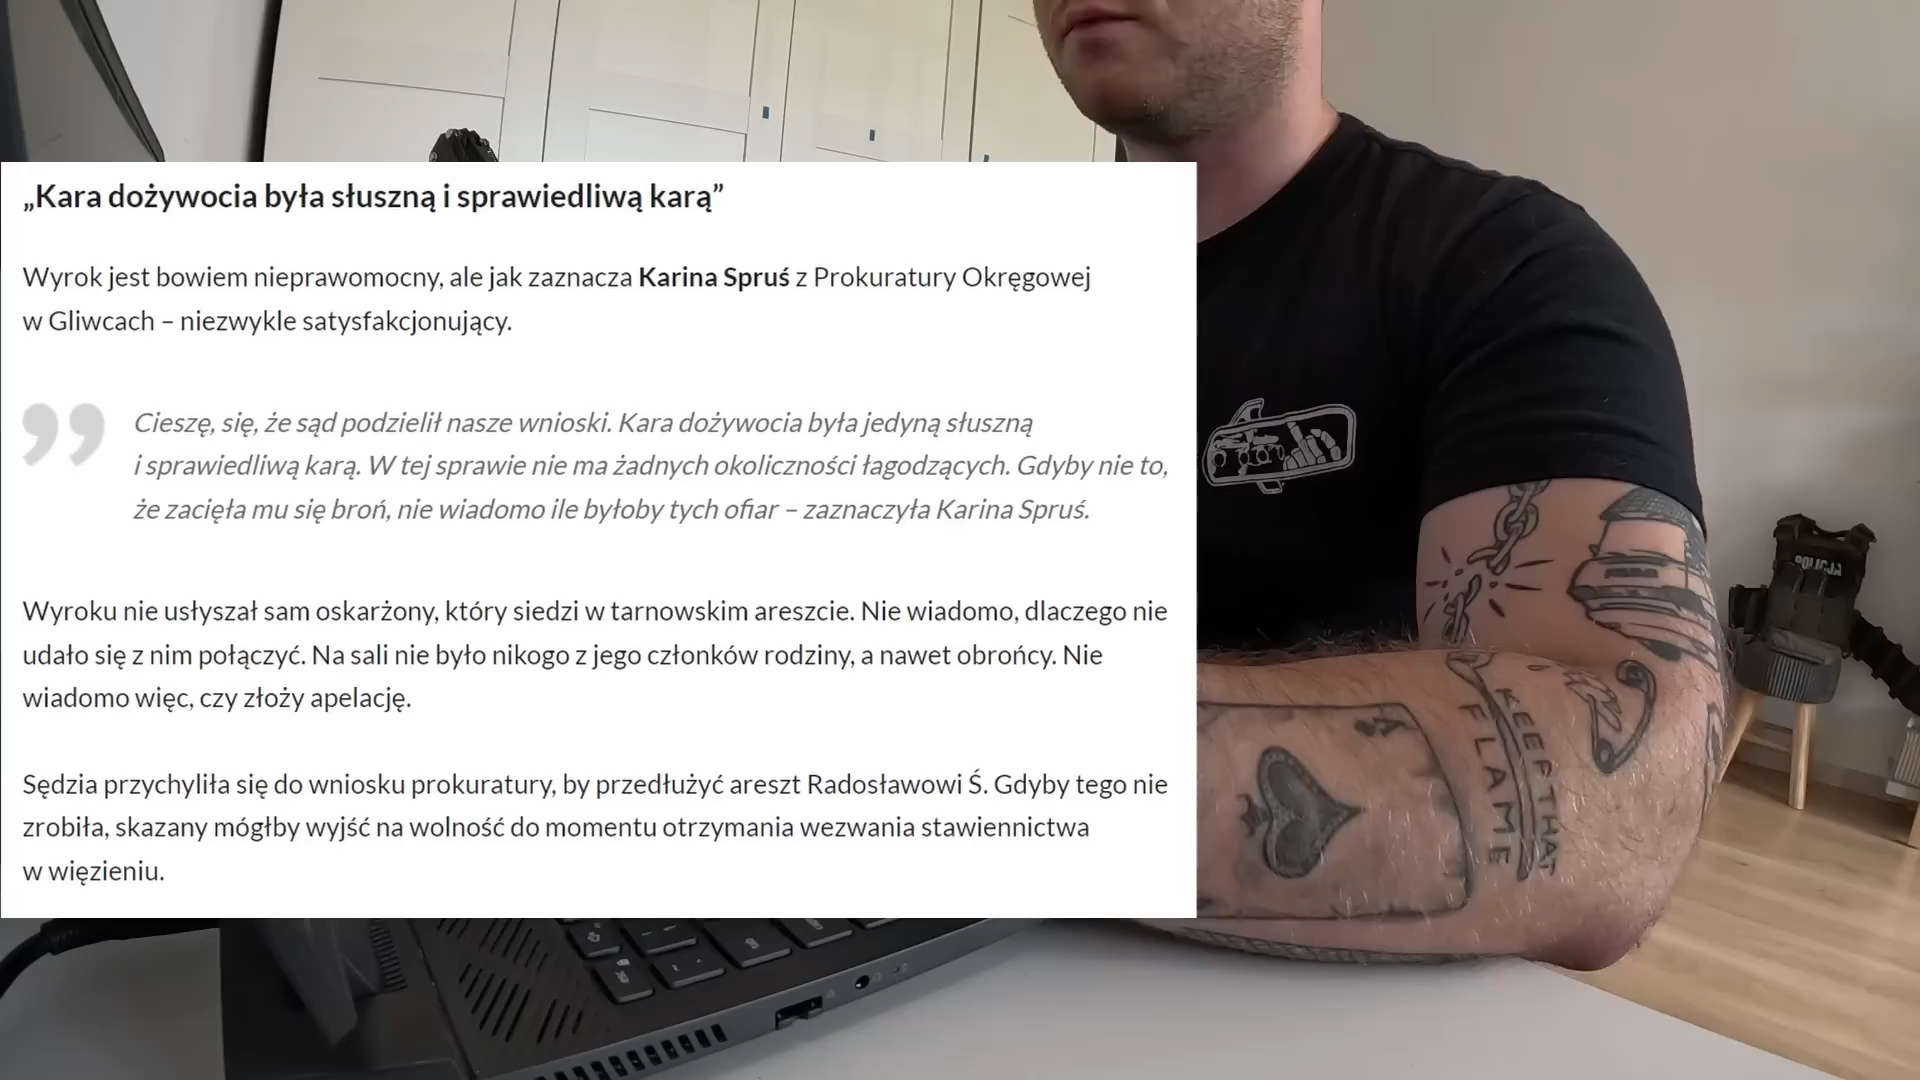 „Kara dożywocia była słuszną i sprawiedliwą karą”
Wyrok jest bowiem nieprawomocny, ale jak zaznacza Karina Spruś z Prokuratury Okręgowej
w Gliwcach – niezwykle satysfakcjonujący.
Cieszę, się, że sąd podzielił nasze wnioski. Kara dożywocia była jedyną słuszną
i sprawiedliwą karą. W tej sprawie nie ma żadnych okoliczności łagodzących. Gdyby nie to,
że zacięła mu się broń, nie wiadomo ile byłoby tych ofiar – zaznaczyła Karina Spruś.
Wyroku nie usłyszał sam oskarżony, który siedzi w tarnowskim areszcie. Nie wiadomo, dlaczego nie
udało się z nim połączyć. Na sali nie było nikogo z jego członków rodziny, a nawet obrońcy. Nie
wiadomo więc, czy złoży apelację.
Sędzia przychyliła się do wniosku prokuratury, by przedłużyć areszt Radosławowi Ś. Gdyby tego nie
zrobiła, skazany mógłby wyjść na wolność do momentu otrzymania wezwania stawiennictwa
w więzieniu.
POLICJA
A
KEEP THAT
FLAME